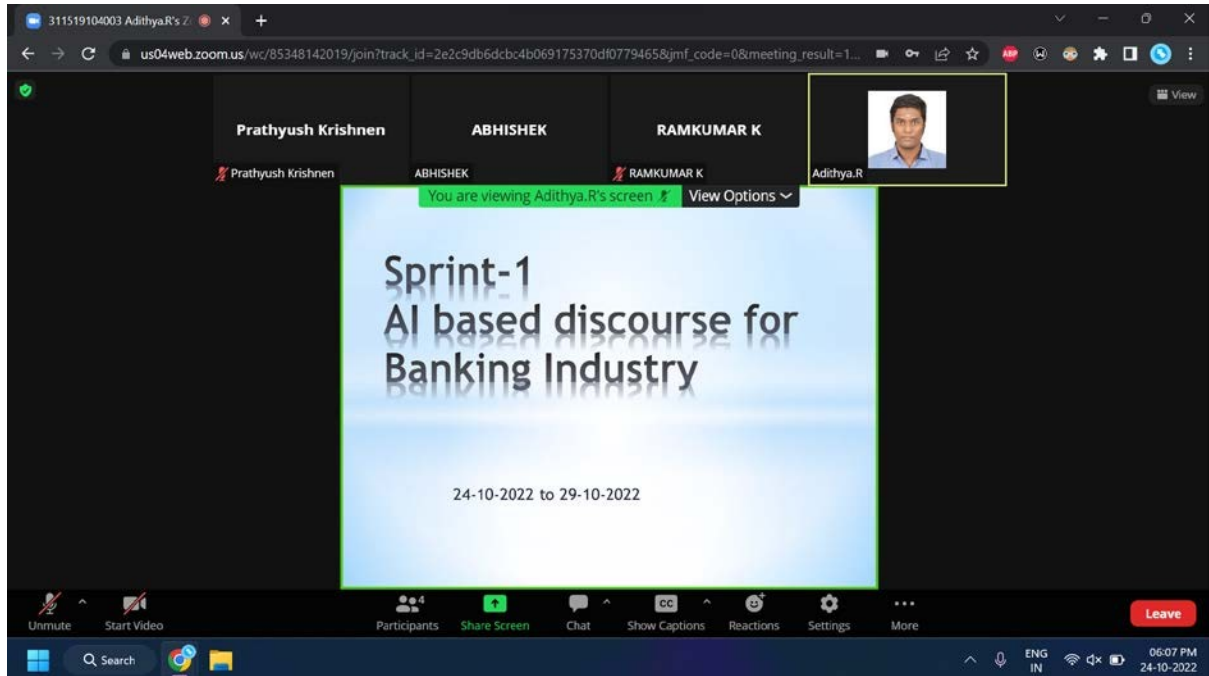 311519104003 Adithya.R's Z
us04web.zoom.us/wc/85348142019/join?track_id=2e2c9db6dcbc4b069175370df0779465&jmf_code=0&meeting_result=1...
ABP
View
Prathyush Krishnen
ABHISHEK
RAMKUMAR K
Prathyush Krishnen
ABHISHEK
RAMKUMAR K
Adithya.R
You are viewing Adithya.R's screen
View Options
Sprint-1
AI based discourse for
Banking Industry
24-10-2022 to 29-10-2022
4
CC
Unmute
Start Video
Participants
Share Screen
Chat
Show Captions
Reactions
Settings
More
Leave
Search
ENG
IN
06:07 PM
24-10-2022